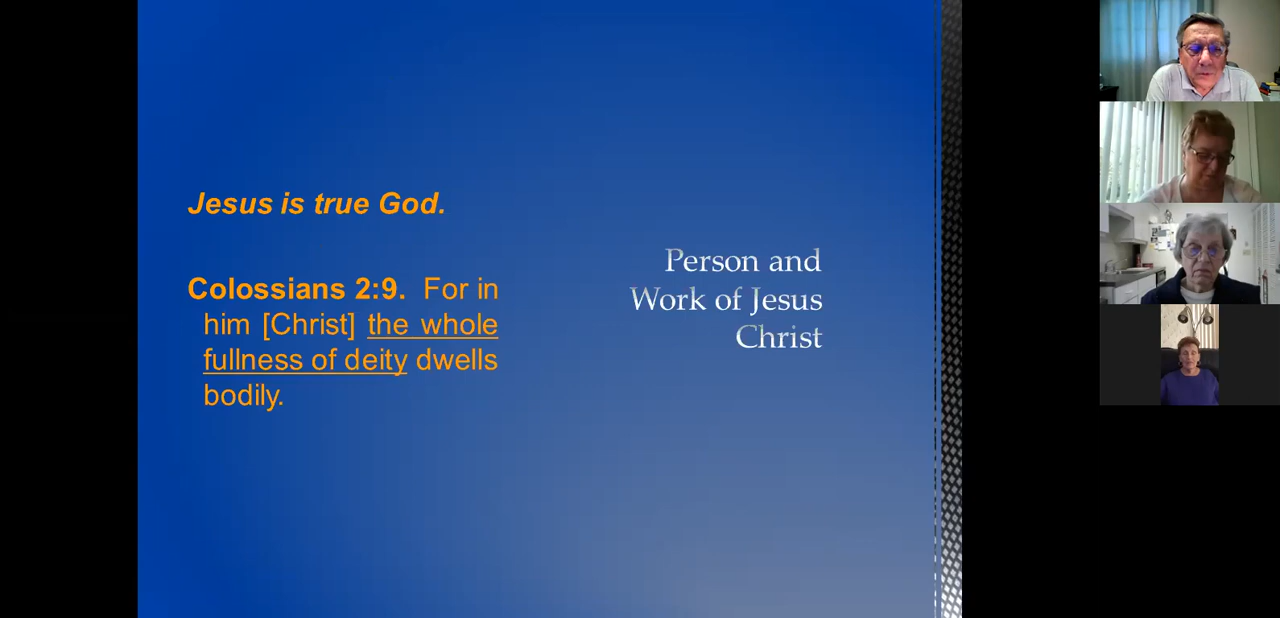 Jesus is true God.
Colossians 2:9. For in
him [Christ] the whole
fullness of deity dwells
bodily.
Person and
Work of Jesus
Christ